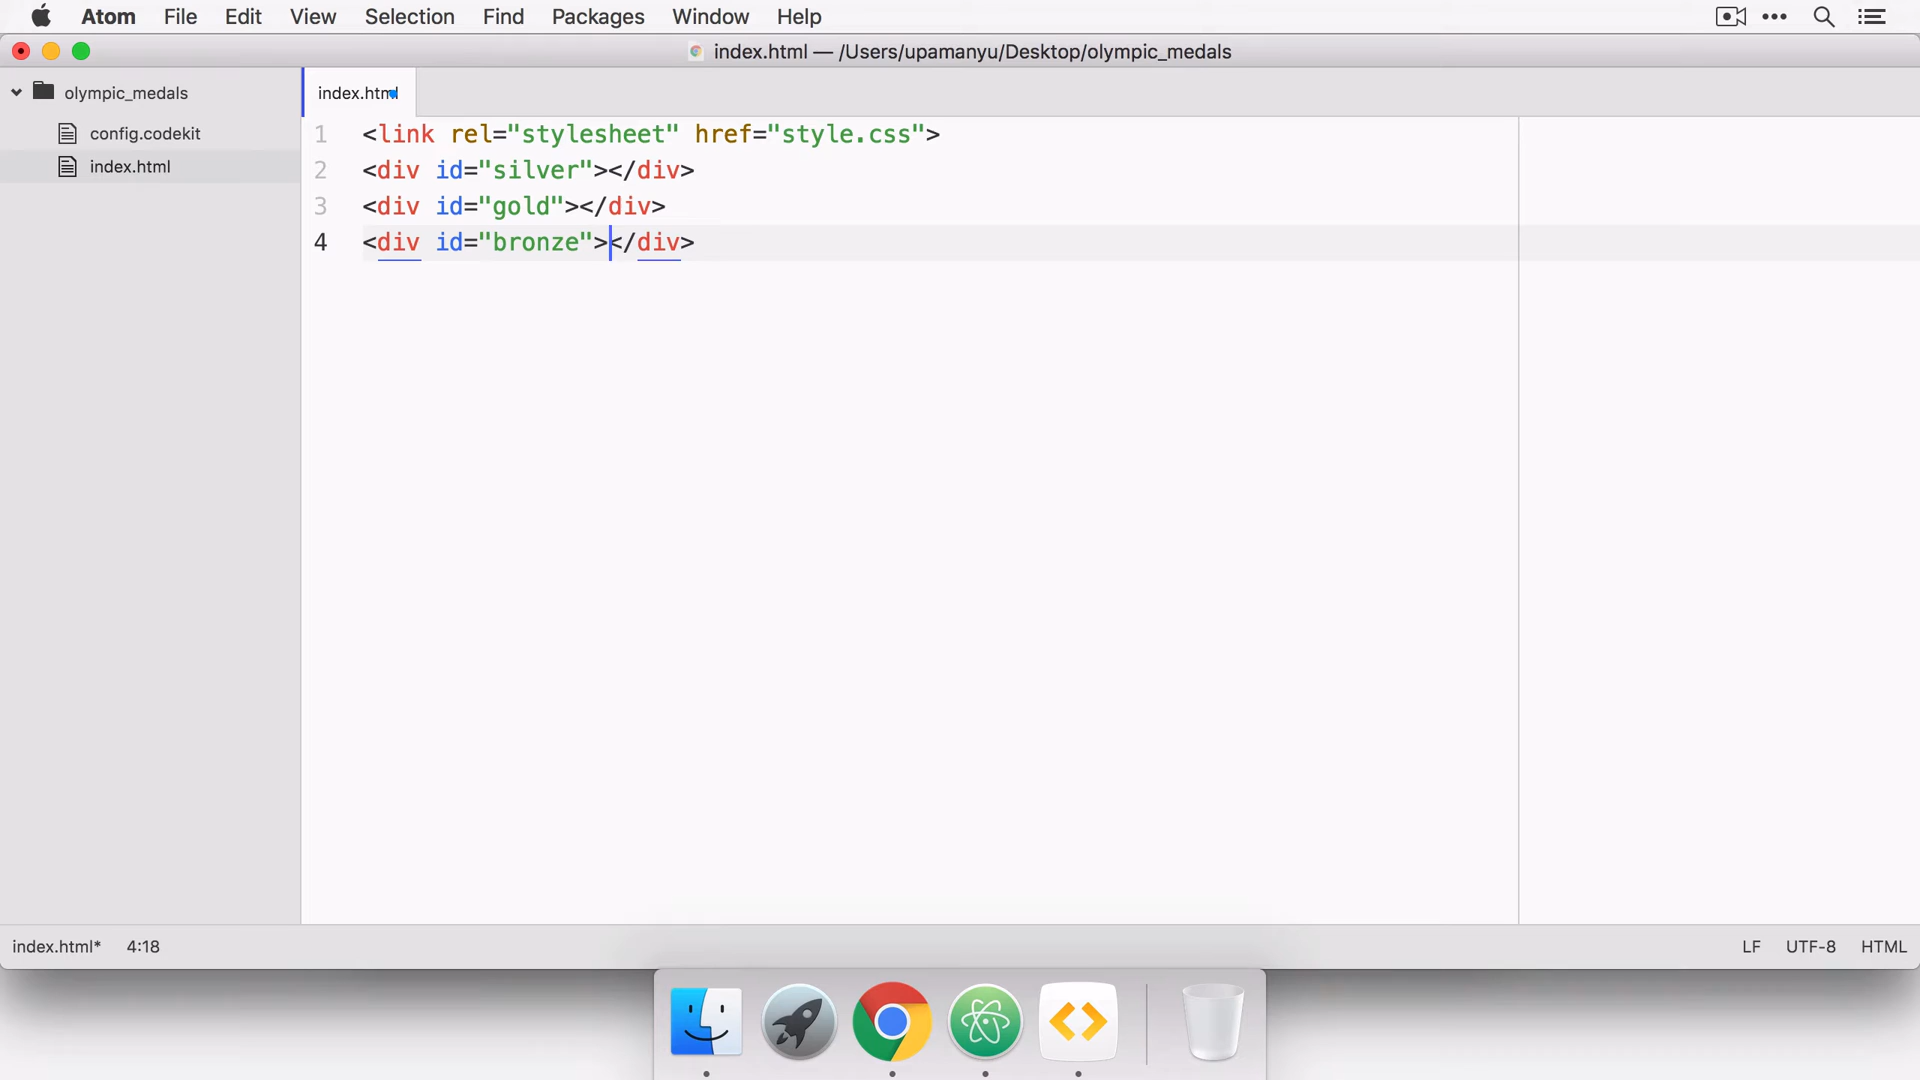 Atom File Edit View Selection Find Packages Window Help
index.html — /Users/upamanyu/Desktop/olympic_medals
olympic_medals
config.codekit
index.html
index.html
1 <link rel="stylesheet" href="style.css">
2 <div id="silver"></div>
3 <div id="gold"></div>
4 <div id="bronze"></div>
index.html* 4:18 LF UTF-8 HTML